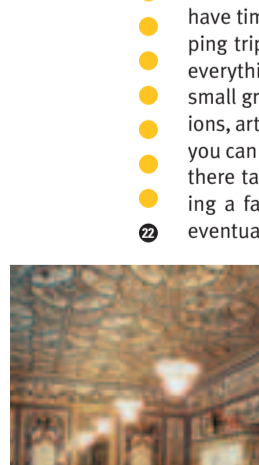 have tim
ping trip
everythi
small gr
ions, art
you can
there ta
ing a fa
22
eventua